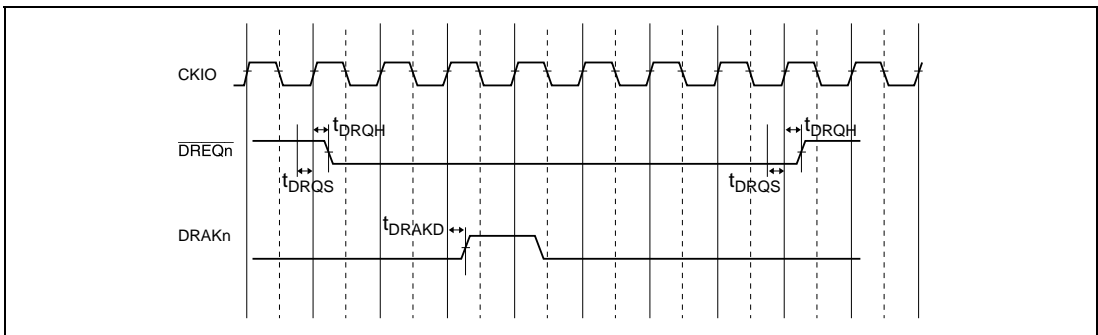 CKIO
tDRQH tDRQH
DREQn
tDRQS tDRQS
tDRAKD
DRAKn